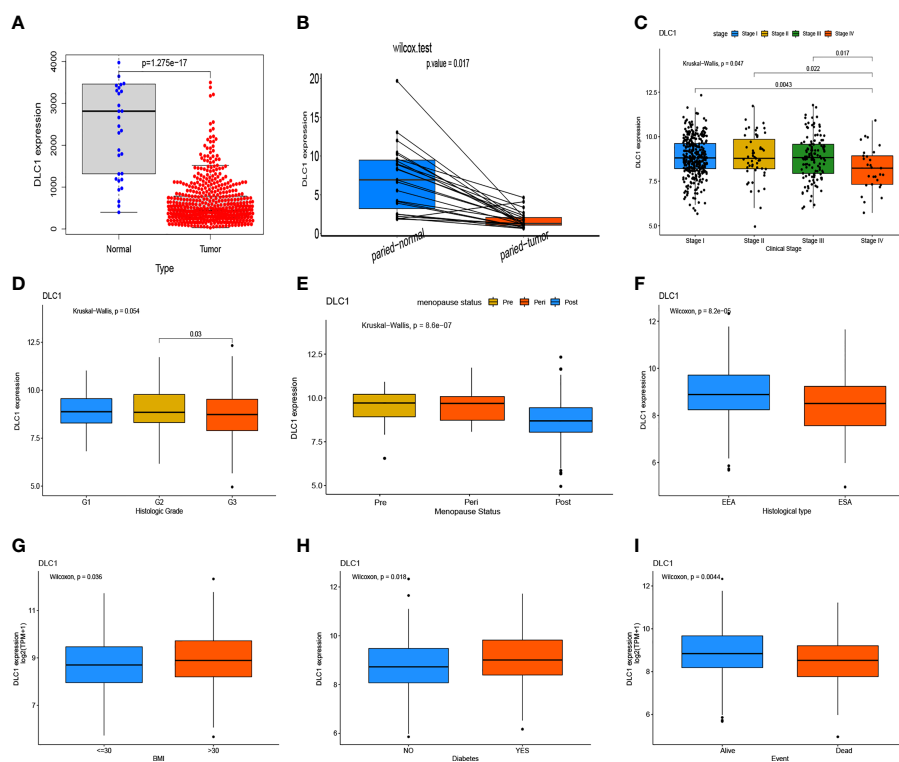 A
p=1.275e-17
DLC1 expression
4000
3000
2000
1000
0
Normal
Tumor
Type
B
wilcox.test
p.value = 0.017
DLC1 expression
20
15
10
5
0
paried-normal
paried-tumor
C
DLC1
stage Stage I Stage II Stage III Stage IV
Kruskal-Wallis, p = 0.047
0.017
0.022
0.0043
DLC1 expression
12.5
10.0
7.5
5.0
Stage I
Stage II
Stage III
Stage IV
Clinical Stage
D
DLC1
Kruskal-Wallis, p = 0.054
0.03
DLC1 expression
12.5
10.0
7.5
5.0
G1
G2
G3
Histologic Grade
E
DLC1
menopause status Pre Peri Post
Kruskal-Wallis, p = 8.6e-07
DLC1 expression
12.5
10.0
7.5
5.0
Pre
Peri
Post
Menopause Status
F
DLC1
Wilcoxon, p = 8.2e-05
DLC1 expression
12
10
8
6
EEA
ESA
Histological type
G
DLC1
Wilcoxon, p = 0.036
DLC1 expression
log2(TPM+1)
11
9
7
<=30
>30
BMI
H
DLC1
Wilcoxon, p = 0.018
DLC1 expression
12
10
8
6
NO
YES
Diabetes
I
DLC1
Wilcoxon, p = 0.0044
DLC1 expression
log2(TPM+1)
12
10
8
6
Alive
Dead
Event